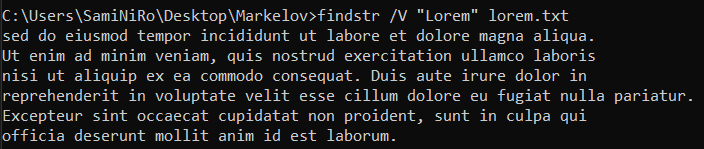 C:\Users\SamiNiRo\Desktop\Markelov>findstr /V "Lorem" lorem.txt
sed do eiusmod tempor incididunt ut labore et dolore magna aliqua.
Ut enim ad minim veniam, quis nostrud exercitation ullamco laboris
nisi ut aliquip ex ea commodo consequat. Duis aute irure dolor in
reprehenderit in voluptate velit esse cillum dolore eu fugiat nulla pariatur.
Excepteur sint occaecat cupidatat non proident, sunt in culpa qui
officia deserunt mollit anim id est laborum.